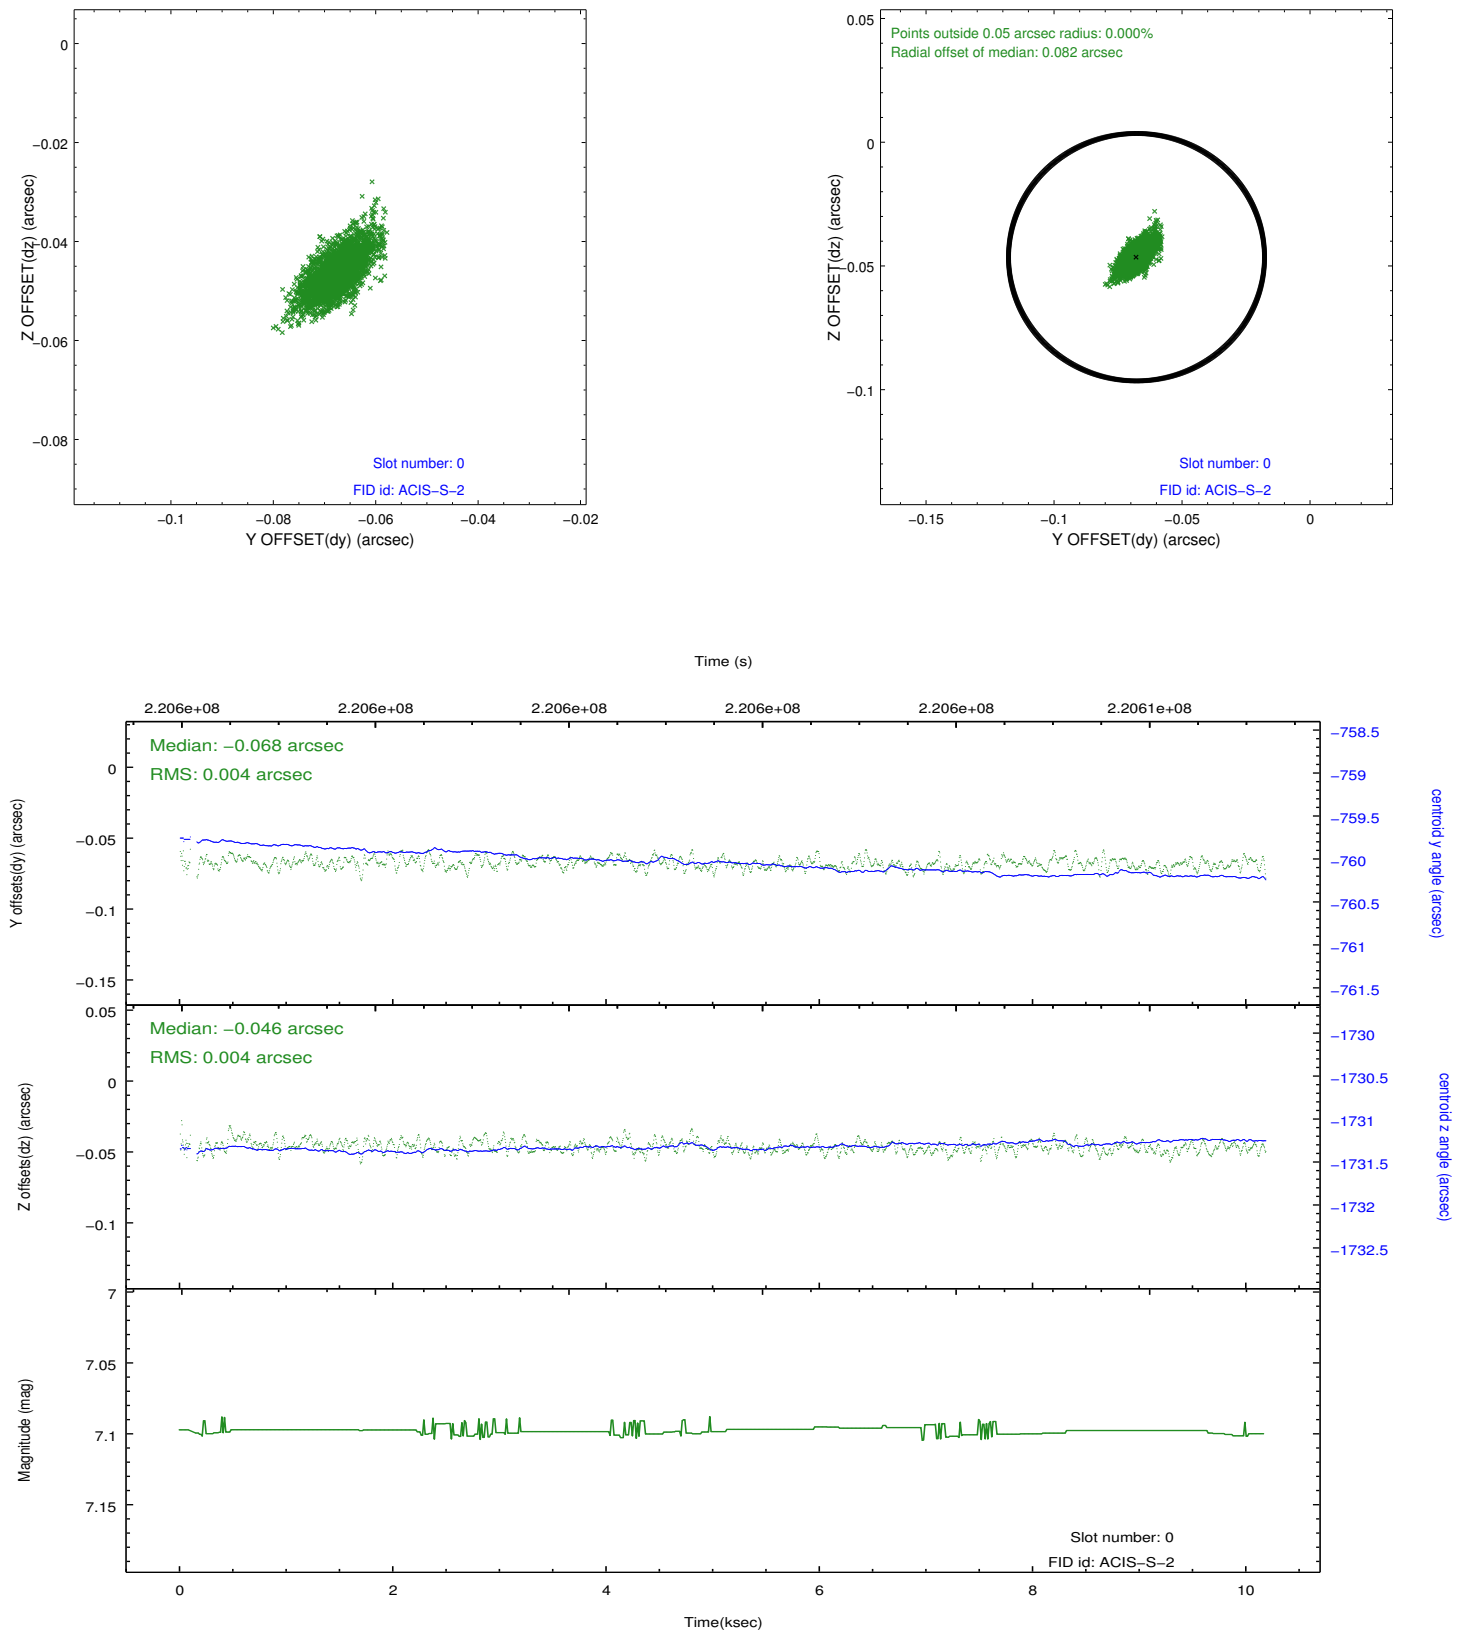 0
−0.02
−0.04
−0.06
−0.08
Z OFFSET(dz) (arcsec)
Slot number: 0
FID id: ACIS−S−2
−0.1
−0.08
−0.06
−0.04
−0.02
Y OFFSET(dy) (arcsec)
0.05
0
−0.05
−0.1
Z OFFSET(dz) (arcsec)
Points outside 0.05 arcsec radius: 0.000%
Radial offset of median: 0.082 arcsec
Slot number: 0
FID id: ACIS−S−2
−0.15
−0.1
−0.05
0
Y OFFSET(dy) (arcsec)
Time (s)
2.206e+08
2.206e+08
2.206e+08
2.206e+08
2.206e+08
2.2061e+08
Median: −0.068 arcsec
RMS: 0.004 arcsec
0
−0.05
−0.1
−0.15
Y offsets(dy) (arcsec)
−758.5
−759
−759.5
−760
−760.5
−761
−761.5
centroid y angle (arcsec)
Median: −0.046 arcsec
RMS: 0.004 arcsec
0.05
0
−0.05
−0.1
Z offsets(dz) (arcsec)
−1730
−1730.5
−1731
−1731.5
−1732
−1732.5
centroid z angle (arcsec)
7
7.05
7.1
7.15
Magnitude (mag)
Slot number: 0
FID id: ACIS−S−2
0
2
4
6
8
10
Time(ksec)